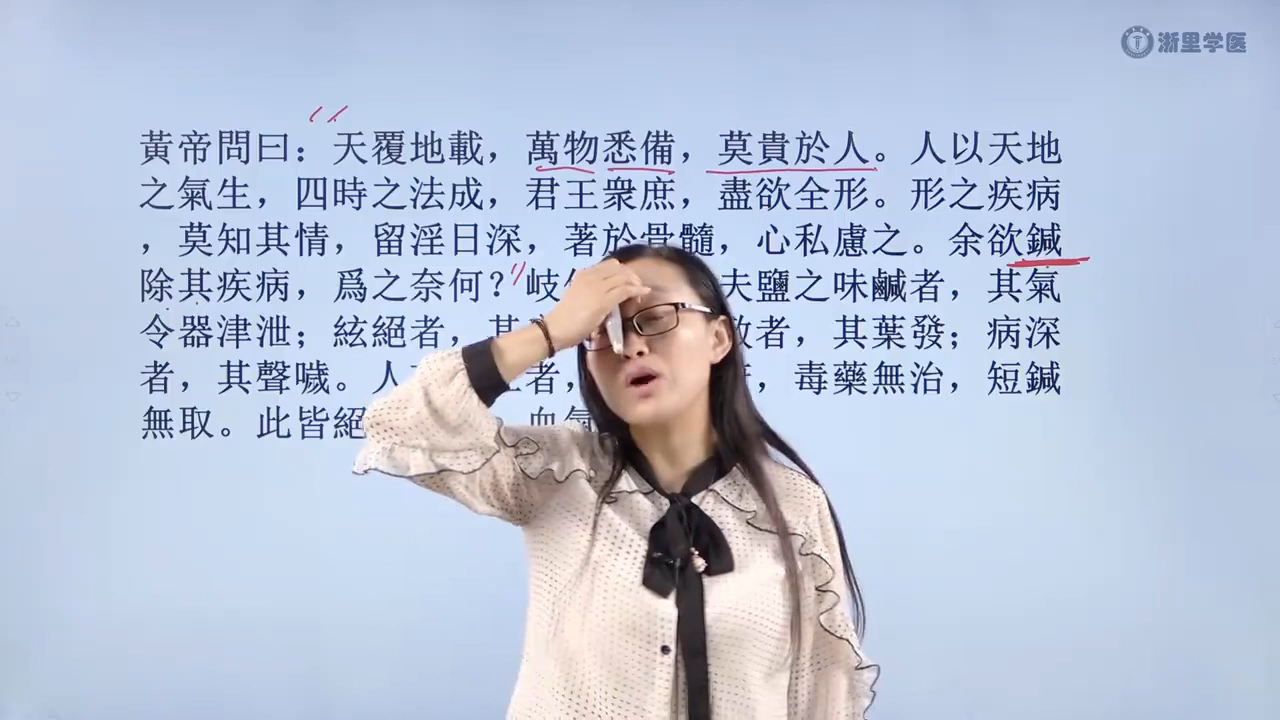 浙里学医
黃帝問曰：天覆地載，萬物悉備，莫貴於人。人以天地
之氣生，四時之法成，君王衆庶，盡欲全形。形之疾病
，莫知其情，留淫日深，著於骨髓，心私慮之。余欲鍼
除其疾病，爲之奈何？岐 夫鹽之味鹹者，其氣
令器津泄；絃絕者， 者，其葉發；病深
者，其聲噦。人 者， ，毒藥無治，短鍼
無取。此皆絕 血氣